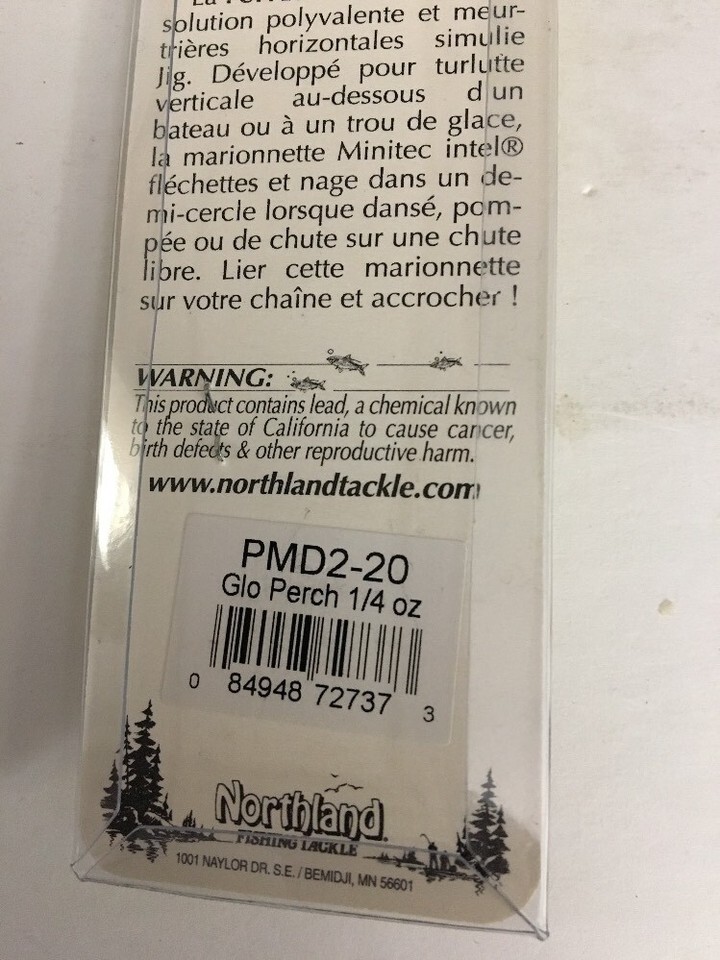 solution polyvalente et meur-
trières horizontales simulie
Jig. Développé pour turlutte
verticale au-dessous d'un
bateau ou à un trou de glace,
la marionnette Minitec intel®
fléchettes et nage dans un de-
mi-cercle lorsque dansé, pom-
pée ou de chute sur une chute
libre. Lier cette marionnette
sur votre chaîne et accrocher !
WARNING:
This product contains lead, a chemical known
to the state of California to cause cancer,
birth defects & other reproductive harm.
www.northlandtackle.com
PMD2-20
Glo Perch 1/4 oz
0 84948 72737 3
Northland
FISHING TACKLE
1001 NAYLOR DR. S.E. / BEMIDJI, MN 56601